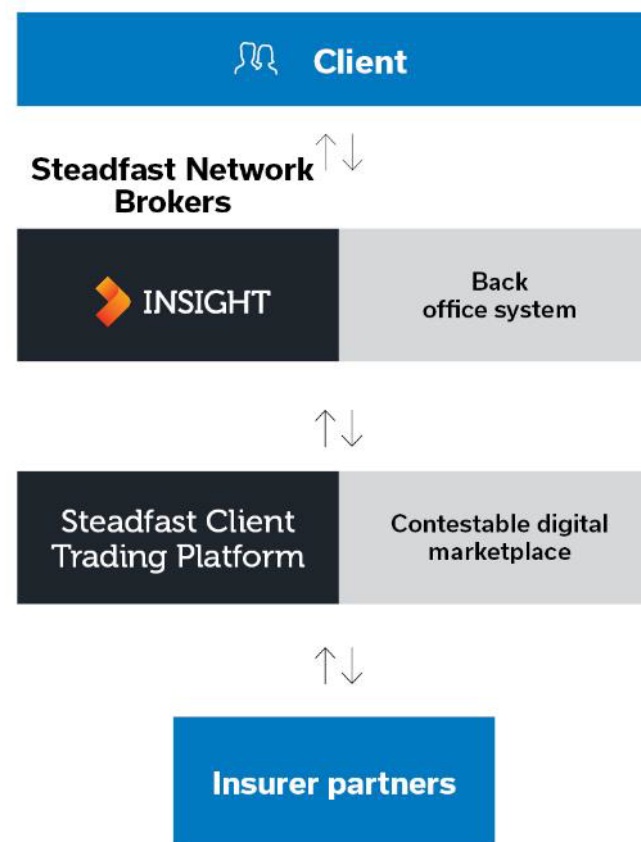 Client
Steadfast Network
Brokers
INSIGHT
Back
office system
Steadfast Client
Trading Platform
Contestable digital
marketplace
Insurer partners